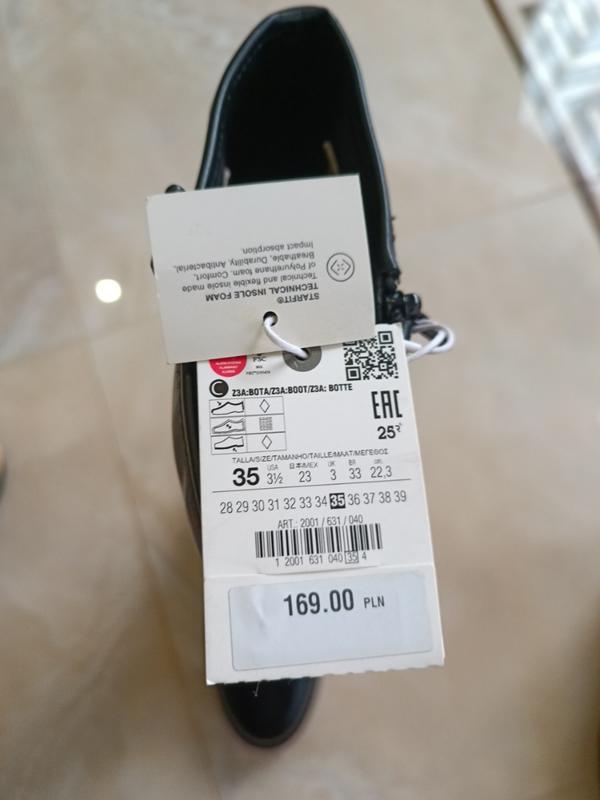 STARFIT®
TECHNICAL INSOLE FOAM
Technical and flexible insole made
of Polyurethane foam. Comfort,
Breathable, Durability, Antibacterial,
Impact absorption.
FSC
MIX
Z3A:BOTA/Z3A:BOOT/Z3A: BOTTE
EAC
25
TALLA/SIZE/TAMANHO/TAILLE/MAAT/ΜΕΓΕΘΟΣ
35 USA 3½ 日本/MEX 23 UK 3 BR 33 22,3
28 29 30 31 32 33 34 35 36 37 38 39
ART.: 2001 / 631 / 040
1 2001 631 040 35 4
169.00 PLN